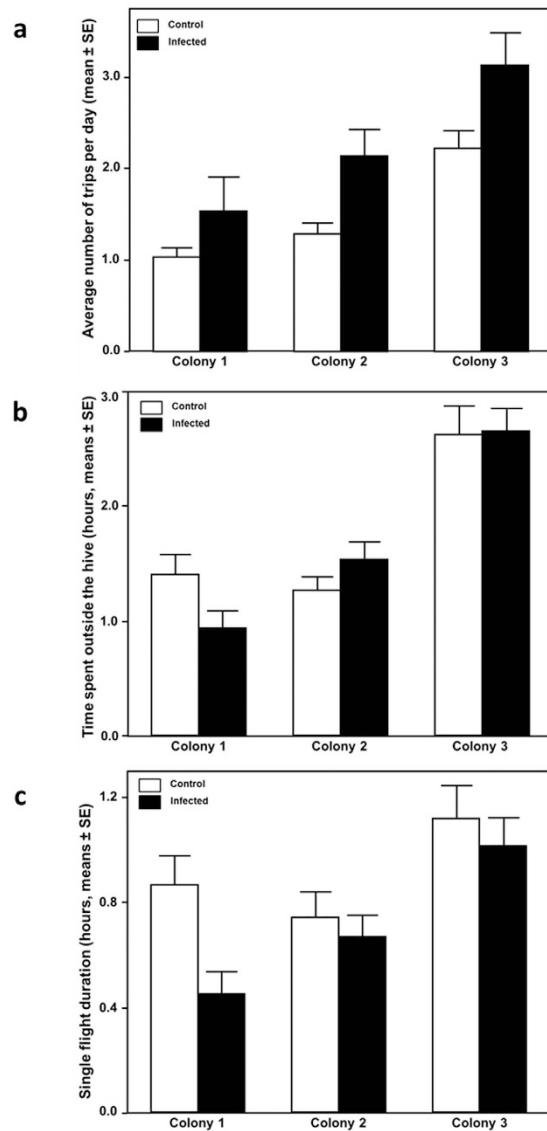 a
Average number of trips per day (mean ± SE)
Control
Infected
3.0
2.0
1.0
0.0
Colony 1 Colony 2 Colony 3
b
Time spent outside the hive (hours, means ± SE)
3.0
Control
Infected
2.0
1.0
0.0
Colony 1 Colony 2 Colony 3
c
Single flight duration (hours, means ± SE)
1.2
Control
Infected
0.8
0.4
0.0
Colony 1 Colony 2 Colony 3